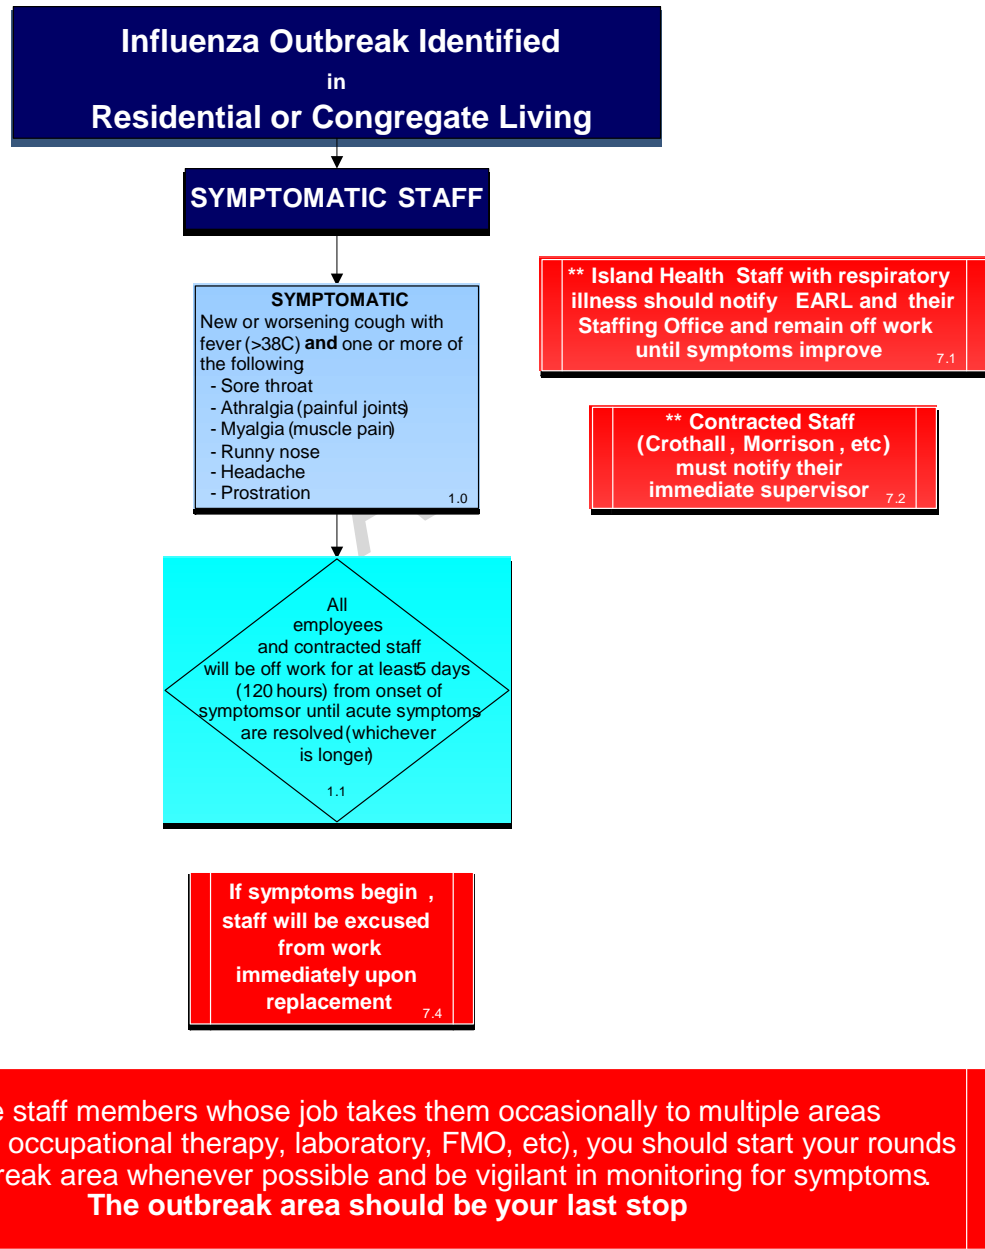 Influenza Outbreak Identified
in
Residential or Congregate Living
SYMPTOMATIC STAFF
SYMPTOMATIC
New or worsening cough with
fever (>38C) and one or more of
the following
- Sore throat
- Athralgia (painful joints)
- Myalgia (muscle pain)
- Runny nose
- Headache
- Prostration
1.0
** Island Health Staff with respiratory
illness should notify EARL and their
Staffing Office and remain off work
until symptoms improve
7.1
** Contracted Staff
(Crothall, Morrison, etc)
must notify their
immediate supervisor
7.2
All
employees
and contracted staff
will be off work for at least 5 days
(120 hours) from onset of
symptoms or until acute symptoms
are resolved (whichever
is longer)
1.1
If symptoms begin ,
staff will be excused
from work
immediately upon
replacement
7.4
staff members whose job takes them occasionally to multiple areas
occupational therapy, laboratory, FMO, etc), you should start your rounds
reak area whenever possible and be vigilant in monitoring for symptoms.
The outbreak area should be your last stop